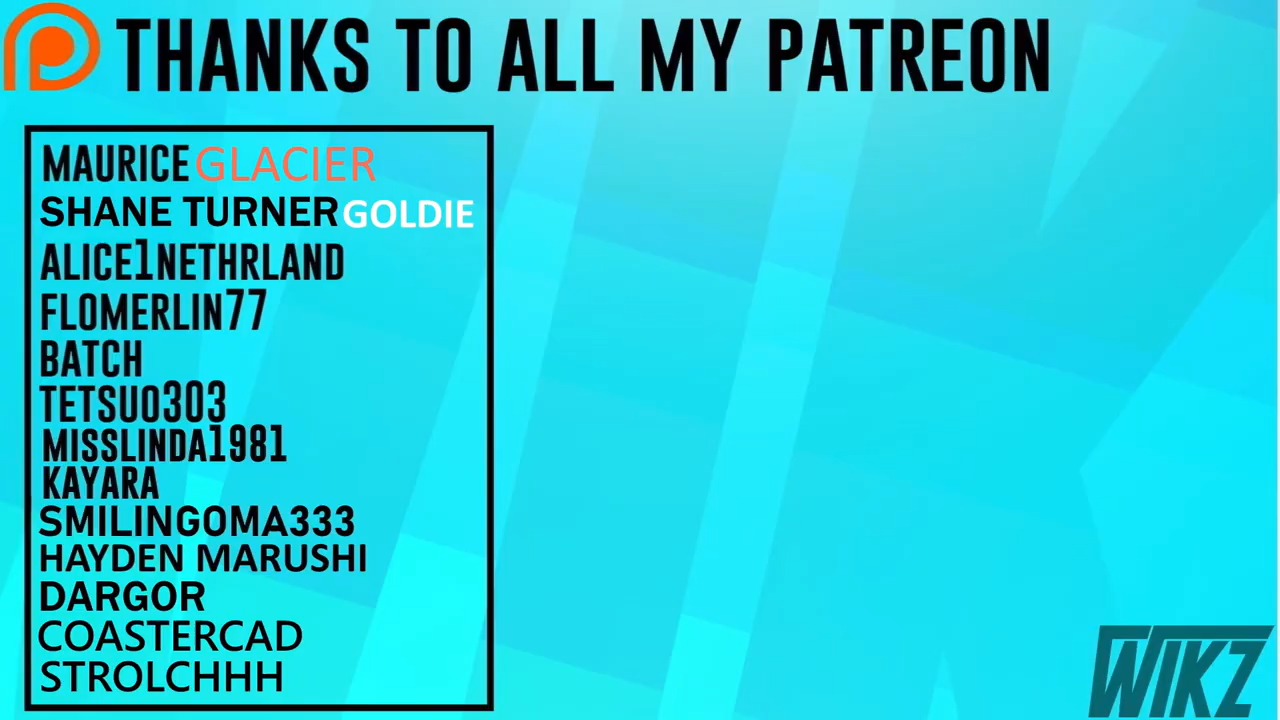 THANKS TO ALL MY PATREON
MAURICE GLACIER
SHANE TURNER GOLDIE
ALICE1NETHRLAND
FLOMERLIN77
BATCH
TETSUO303
MISSLINDA1981
KAYARA
SMILINGOMA333
HAYDEN MARUSHI
DARGOR
COASTERCAD
STROLCHHH
WIKZ